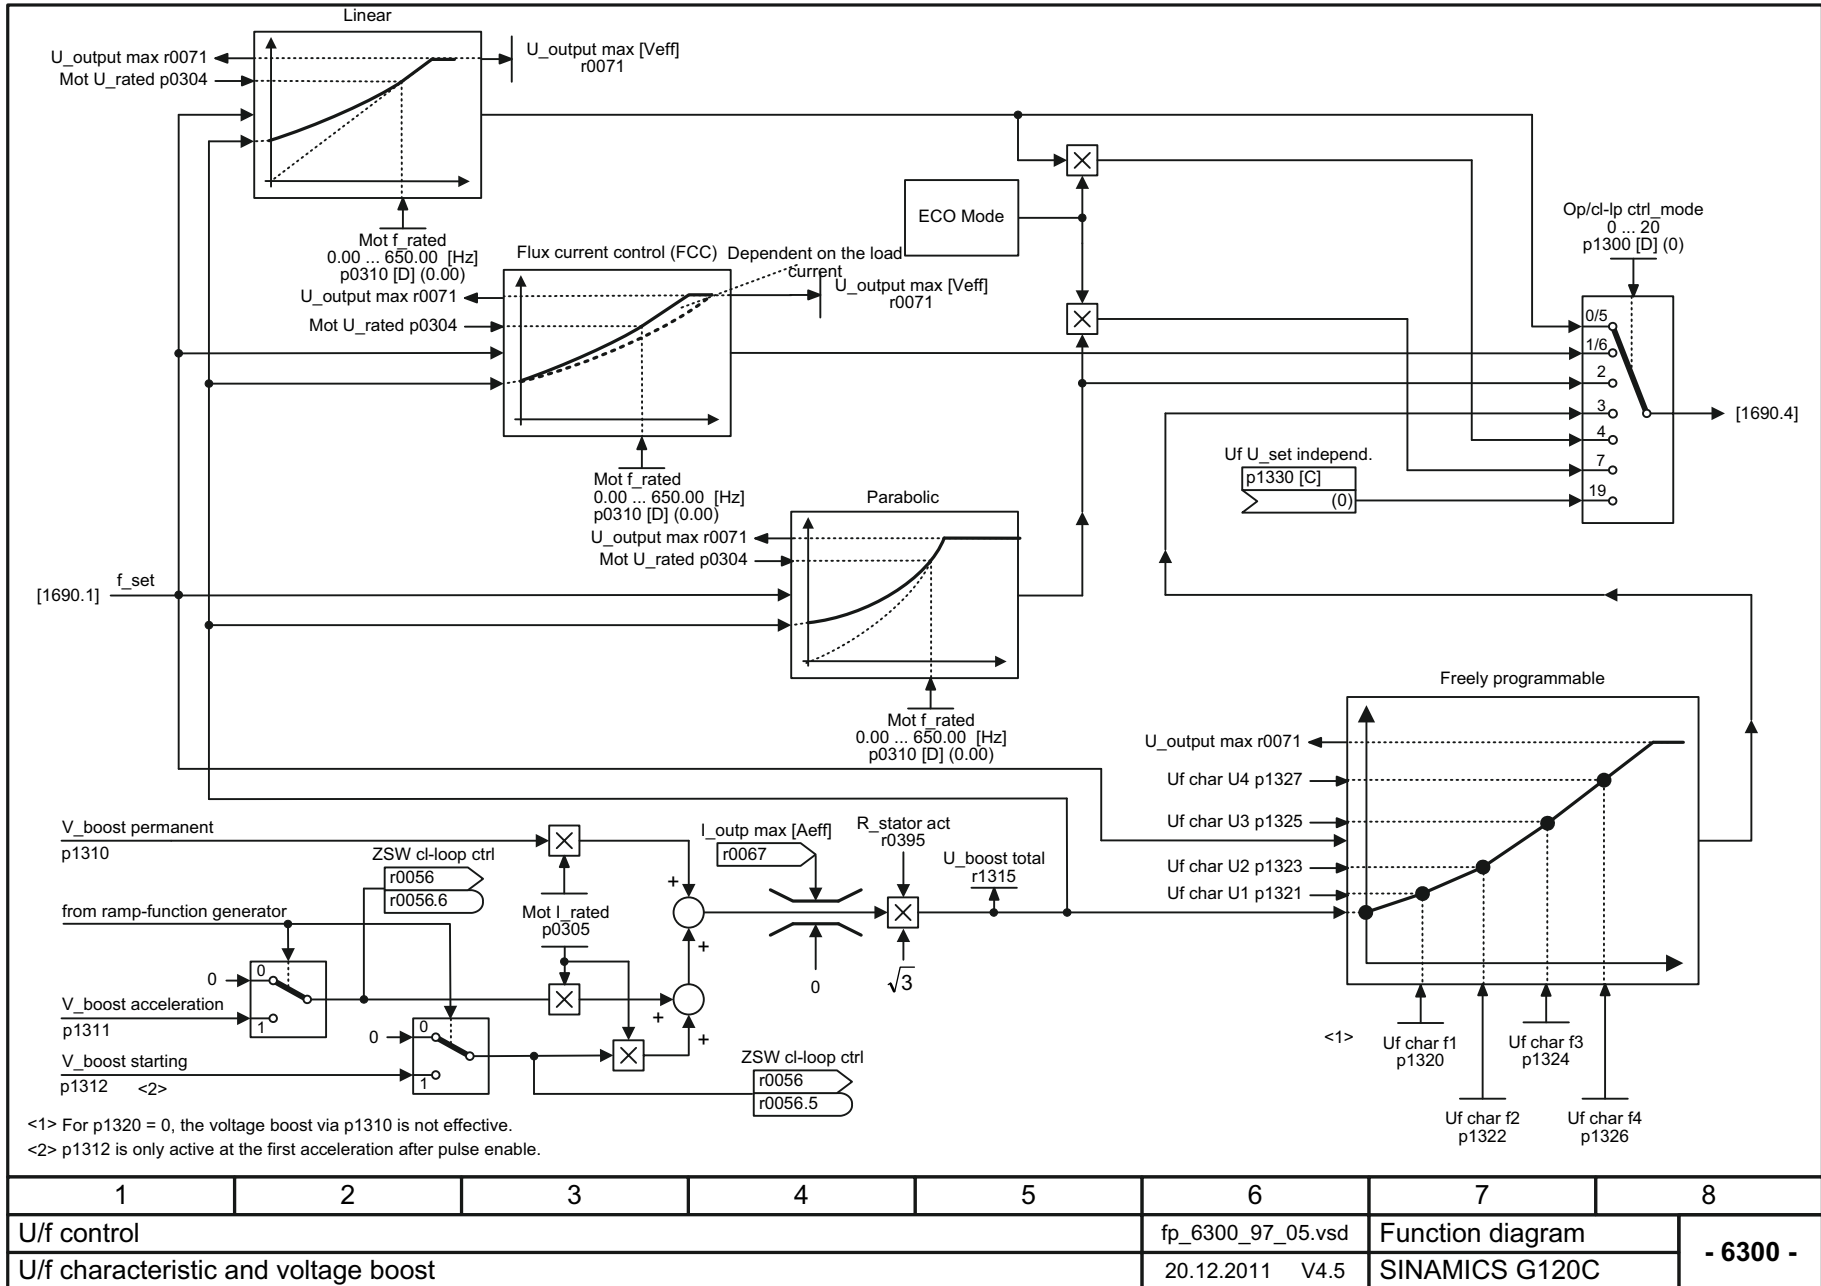 Linear
U_output max r0071
Mot U_rated p0304
U_output max [Veff]
r0071
Mot f_rated
0.00 ... 650.00 [Hz]
p0310 [D] (0.00)
Flux current control (FCC)
Dependent on the load
current
U_output max r0071
Mot U_rated p0304
U_output max [Veff]
r0071
Mot f_rated
0.00 ... 650.00 [Hz]
p0310 [D] (0.00)
ECO Mode
Op/cl-lp ctrl_mode
0 ... 20
p1300 [D] (0)
0/5
1/6
2
3
4
7
19
[1690.4]
Uf U_set independ.
p1330 [C]
(0)
Parabolic
U_output max r0071
Mot U_rated p0304
[1690.1]
f_set
Mot f_rated
0.00 ... 650.00 [Hz]
p0310 [D] (0.00)
Freely programmable
U_output max r0071
Uf char U4 p1327
Uf char U3 p1325
Uf char U2 p1323
Uf char U1 p1321
<1>
Uf char f1
p1320
Uf char f3
p1324
Uf char f2
p1322
Uf char f4
p1326
V_boost permanent
p1310
ZSW cl-loop ctrl
r0056
r0056.6
from ramp-function generator
Mot I_rated
p0305
+
+
I_outp max [Aeff]
r0067
0
R_stator act
r0395
√3
U_boost total
r1315
0
0
1
V_boost acceleration
p1311
+
+
0
0
1
V_boost starting
p1312 <2>
ZSW cl-loop ctrl
r0056
r0056.5
<1> For p1320 = 0, the voltage boost via p1310 is not effective.
<2> p1312 is only active at the first acceleration after pulse enable.
1 2 3 4 5 6 7 8
U/f control
fp_6300_97_05.vsd
Function diagram
- 6300 -
U/f characteristic and voltage boost
20.12.2011 V4.5
SINAMICS G120C